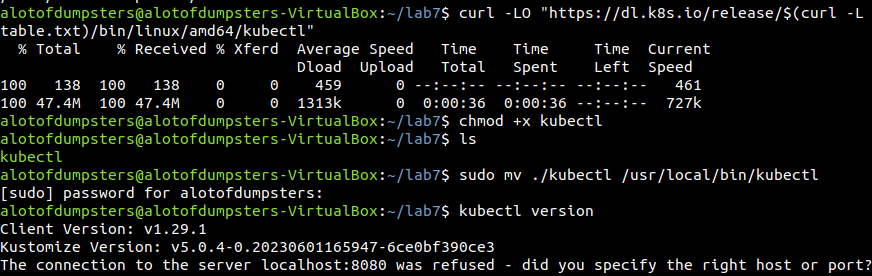 alotofdumpsters@alotofdumpsters-VirtualBox:~/lab7$ curl -LO "https://dl.k8s.io/release/$(curl -L
table.txt)/bin/linux/amd64/kubectl"
  % Total    % Received % Xferd  Average Speed   Time    Time     Time  Current
                                 Dload  Upload   Total   Spent    Left  Speed
100   138  100   138    0     0    459      0 --:--:-- --:--:-- --:--:--   461
100 47.4M  100 47.4M    0     0  1313k      0  0:00:36  0:00:36 --:--:--  727k
alotofdumpsters@alotofdumpsters-VirtualBox:~/lab7$ chmod +x kubectl
alotofdumpsters@alotofdumpsters-VirtualBox:~/lab7$ ls
kubectl
alotofdumpsters@alotofdumpsters-VirtualBox:~/lab7$ sudo mv ./kubectl /usr/local/bin/kubectl
[sudo] password for alotofdumpsters:
alotofdumpsters@alotofdumpsters-VirtualBox:~/lab7$ kubectl version
Client Version: v1.29.1
Kustomize Version: v5.0.4-0.20230601165947-6ce0bf390ce3
The connection to the server localhost:8080 was refused - did you specify the right host or port?